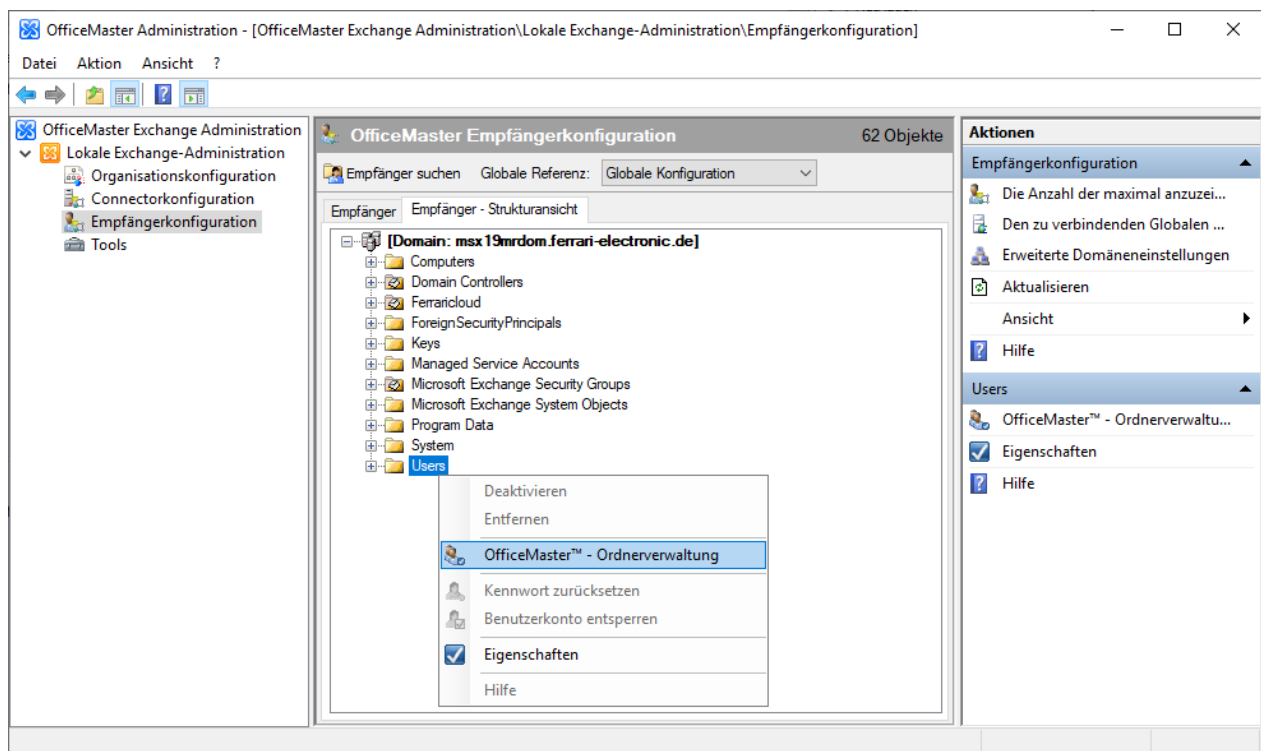 OfficeMaster Administration - [OfficeMaster Exchange Administration\Lokale Exchange-Administration\Empfängerkonfiguration]
Datei Aktion Ansicht ?
OfficeMaster Exchange Administration
Lokale Exchange-Administration
Organisationskonfiguration
Connectorkonfiguration
Empfängerkonfiguration
Tools
OfficeMaster Empfängerkonfiguration 62 Objekte
Empfänger suchen Globale Referenz: Globale Konfiguration
Empfänger Empfänger - Strukturansicht
[Domain: msx19mrdom.ferrari-electronic.de]
Computers
Domain Controllers
Ferraricloud
ForeignSecurityPrincipals
Keys
Managed Service Accounts
Microsoft Exchange Security Groups
Microsoft Exchange System Objects
Program Data
System
Users
Deaktivieren
Entfernen
OfficeMaster™ - Ordnerverwaltung
Kennwort zurücksetzen
Benutzerkonto entsperren
Eigenschaften
Hilfe
Aktionen
Empfängerkonfiguration
Die Anzahl der maximal anzuzei...
Den zu verbindenden Globalen ...
Erweiterte Domäneneinstellungen
Aktualisieren
Ansicht
Hilfe
Users
OfficeMaster™ - Ordnerverwaltu...
Eigenschaften
Hilfe